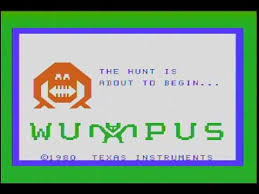 THE HUNT IS
ABOUT TO BEGIN...
WUMPUS
©1980 TEXAS INSTRUMENTS